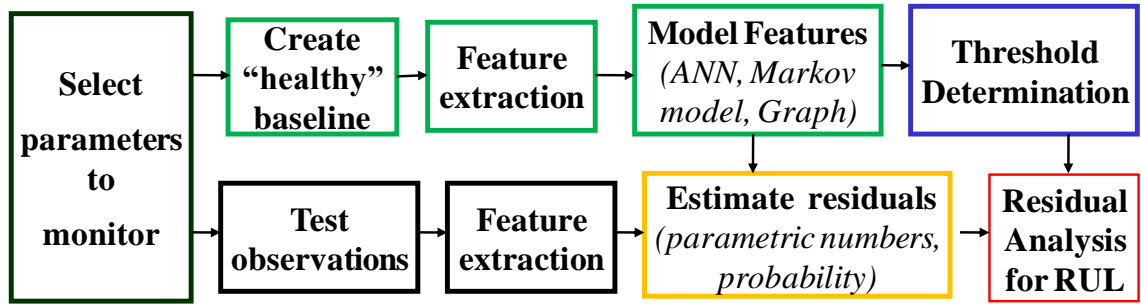 Select
parameters
to
monitor
Create
“healthy”
baseline
Feature
extraction
Model Features
(ANN, Markov
model, Graph)
Threshold
Determination
Test
observations
Feature
extraction
Estimate residuals
(parametric numbers,
probability)
Residual
Analysis
for RUL